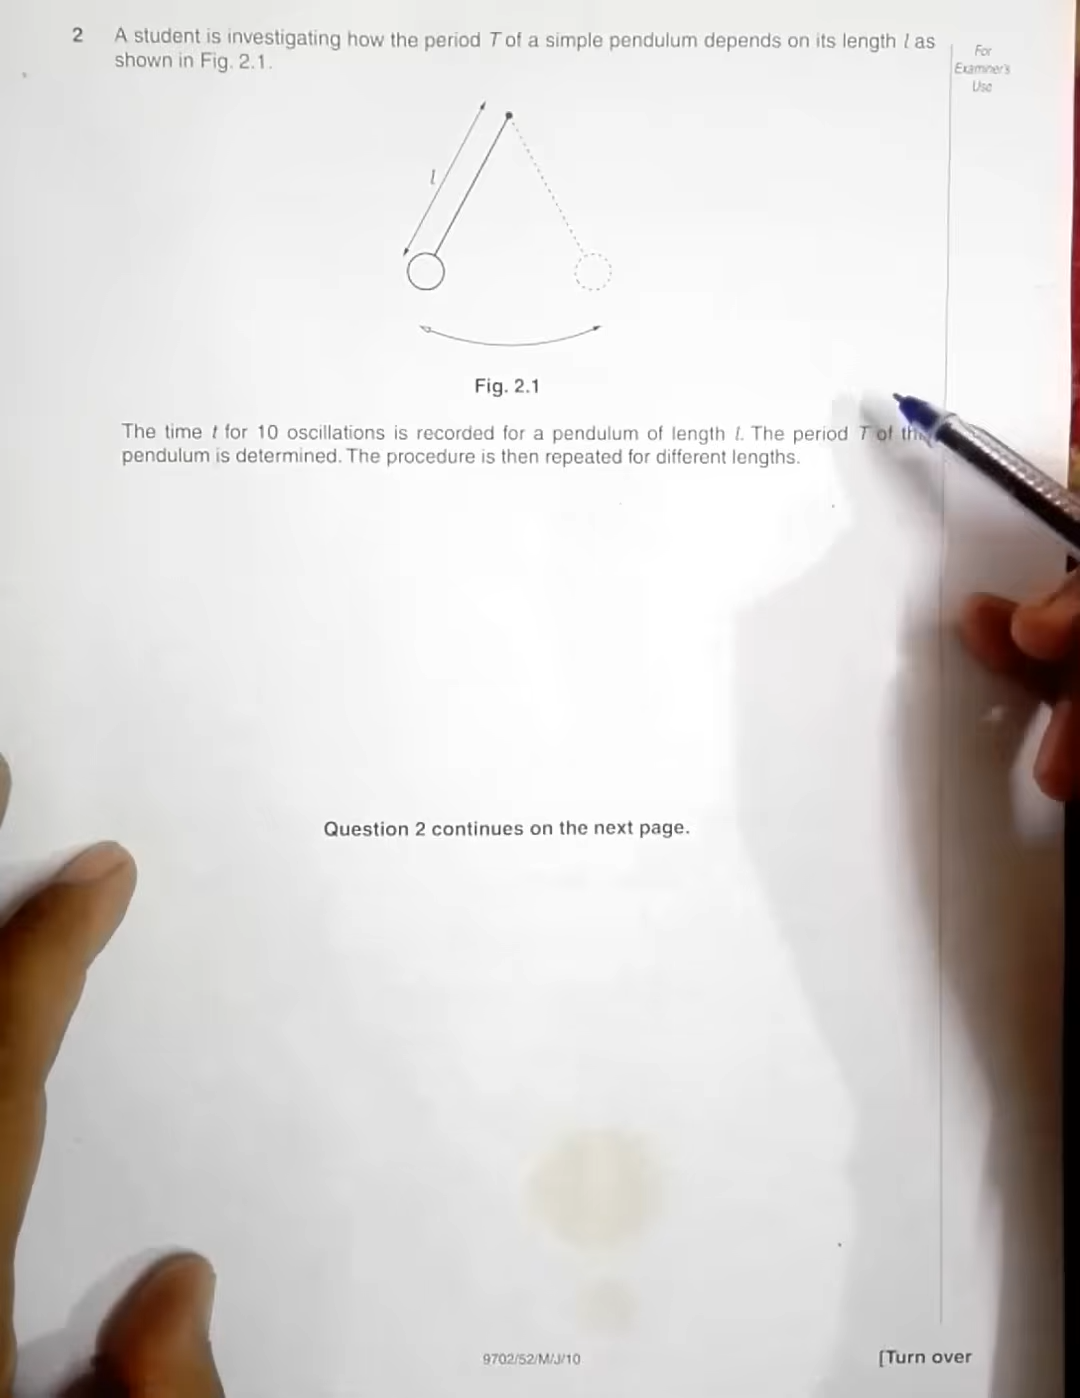 2 A student is investigating how the period T of a simple pendulum depends on its length l as
shown in Fig. 2.1.
For
Examiner's
Use
l
Fig. 2.1
The time t for 10 oscillations is recorded for a pendulum of length l. The period T of the
pendulum is determined. The procedure is then repeated for different lengths.
Question 2 continues on the next page.
9702/52/M/J/10
[Turn over